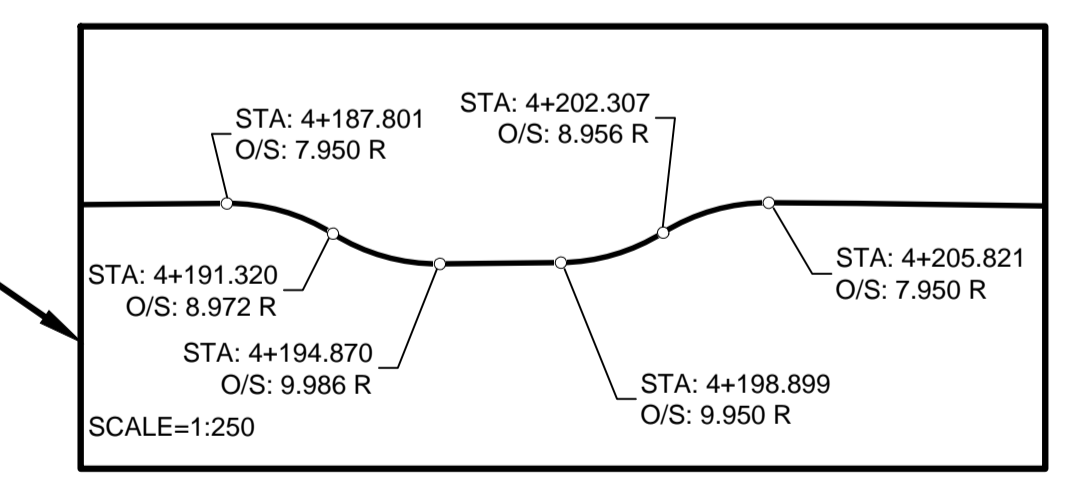 STA: 4+187.801
O/S: 7.950 R
STA: 4+202.307
O/S: 8.956 R
STA: 4+191.320
O/S: 8.972 R
STA: 4+205.821
O/S: 7.950 R
STA: 4+194.870
O/S: 9.986 R
STA: 4+198.899
O/S: 9.950 R
SCALE=1:250